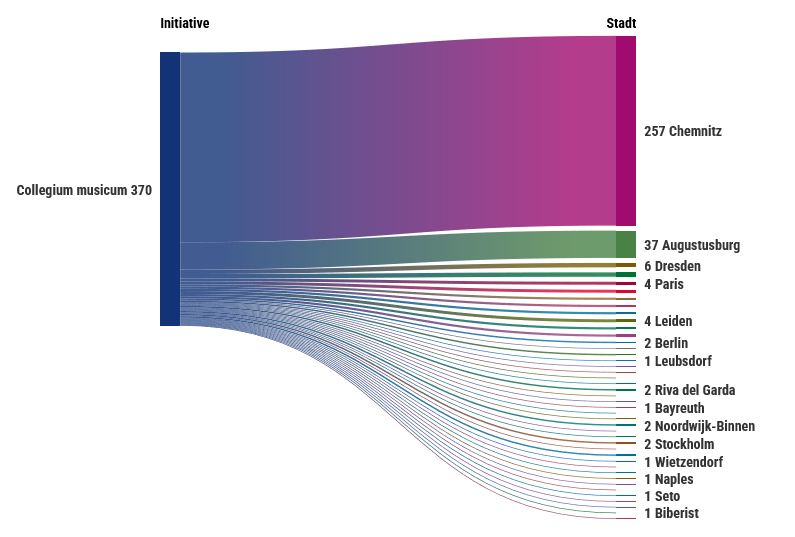 Initiative
Stadt
257 Chemnitz
Collegium musicum 370
37 Augustusburg
6 Dresden
4 Paris
4 Leiden
2 Berlin
1 Leubsdorf
2 Riva del Garda
1 Bayreuth
2 Noordwijk-Binnen
2 Stockholm
1 Wietzendorf
1 Naples
1 Seto
1 Biberist